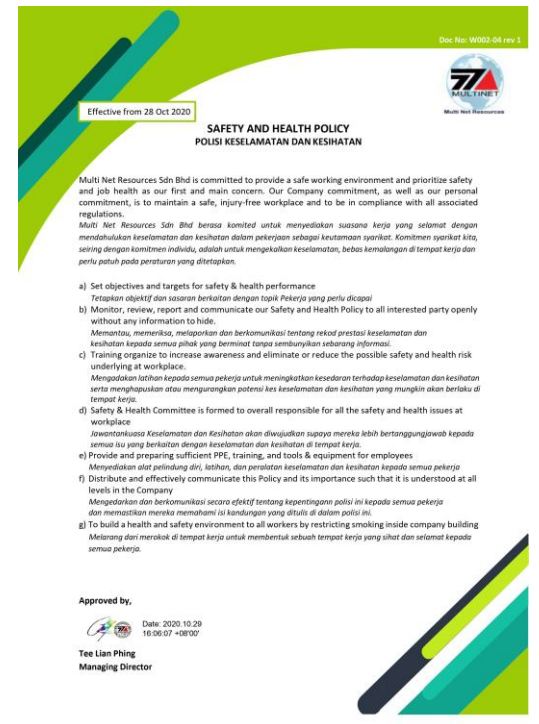 Doc No: W002-04 rev 1
MULTINET
Multi Net Resources
Effective from 28 Oct 2020
SAFETY AND HEALTH POLICY
POLISI KESELAMATAN DAN KESIHATAN
Multi Net Resources Sdn Bhd is committed to provide a safe working environment and prioritize safety
and job health as our first and main concern. Our Company commitment, as well as our personal
commitment, is to maintain a safe, injury-free workplace and to be in compliance with all associated
regulations.
Multi Net Resources Sdn Bhd berasa komited untuk menyediakan suasana kerja yang selamat dengan
mendahulukan keselamatan dan kesihatan dalam pekerjaan sebagai keutamaan syarikat. Komitmen syarikat kita,
seiring dengan komitmen individu, adalah untuk mengekalkan keselamatan, bebas kemalangan di tempat kerja dan
perlu patuh pada peraturan yang ditetapkan.
a) Set objectives and targets for safety & health performance
Tetapkan objektif dan sasaran berkaitan dengan topik Pekerja yang perlu dicapai
b) Monitor, review, report and communicate our Safety and Health Policy to all interested party openly
without any information to hide.
Memantau, memeriksa, melaporkan dan berkomunikasi tentang rekod prestasi keselamatan dan
kesihatan kepada semua pihak yang berminat tanpa sembunyikan sebarang informasi.
c) Training organize to increase awareness and eliminate or reduce the possible safety and health risk
underlying at workplace.
Mengadakan latihan kepada semua pekerja untuk meningkatkan kesedaran terhadap keselamatan dan kesihatan
serta menghapuskan atau mengurangkan potensi kes keselamatan dan kesihatan yang mungkin akan berlaku di
tempat kerja.
d) Safety & Health Committee is formed to overall responsible for all the safety and health issues at
workplace
Jawantankuasa Keselamatan dan Kesihatan akan diwujudkan supaya mereka lebih bertanggungjawab kepada
semua isu yang berkaitan dengan keselamatan dan kesihatan di tempat kerja.
e) Provide and preparing sufficient PPE, training, and tools & equipment for employees
Menyediakan alat pelindung diri, latihan, dan peralatan keselamatan dan kesihatan kepada semua pekerja
f) Distribute and effectively communicate this Policy and its importance such that it is understood at all
levels in the Company
Mengedarkan dan berkomunikasi secara efektif tentang kepentingann polisi ini kepada semua pekerja
dan memastikan mereka memahami isi kandungan yang ditulis di dalam polisi ini.
g) To build a health and safety environment to all workers by restricting smoking inside company building
Melarang dari merokok di tempat kerja untuk membentuk sebuah tempat kerja yang sihat dan selamat kepada
semua pekerja.
Approved by,
Date: 2020.10.29
16:06:07 +08'00'
Tee Lian Phing
Managing Director